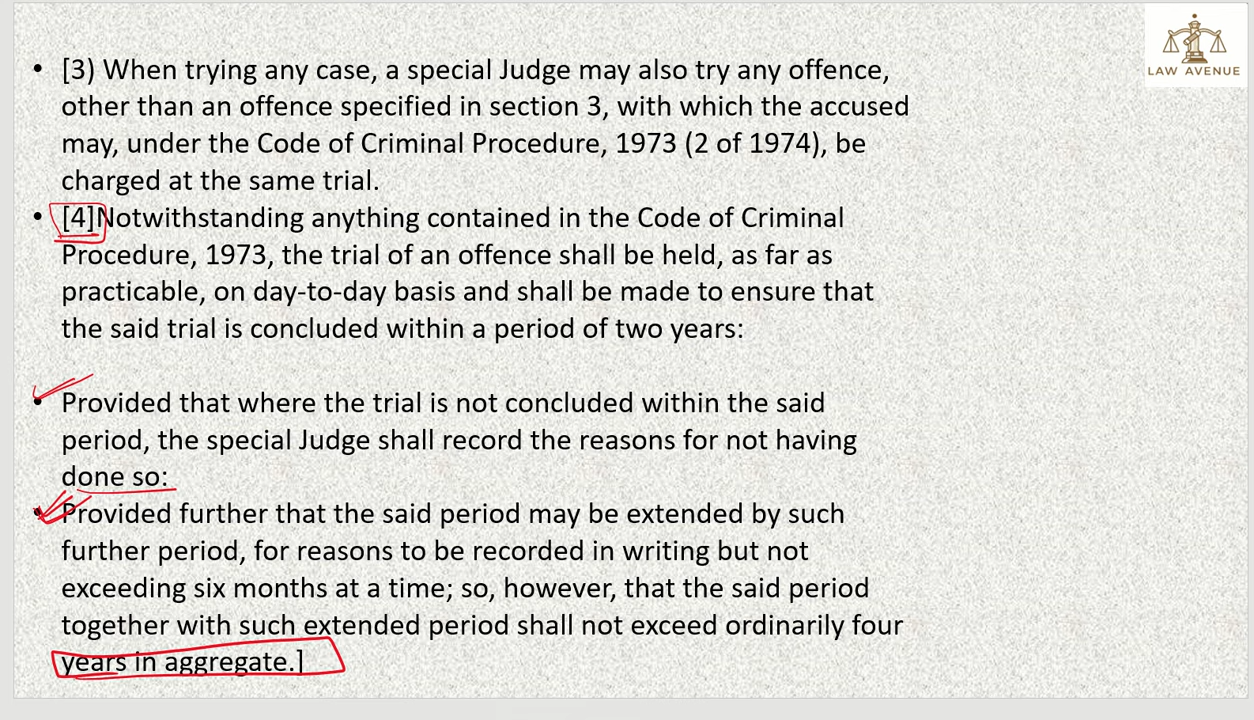 LAW AVENUE
• [3) When trying any case, a special Judge may also try any offence,
other than an offence specified in section 3, with which the accused
may, under the Code of Criminal Procedure, 1973 (2 of 1974), be
charged at the same trial.
• [4]Notwithstanding anything contained in the Code of Criminal
Procedure, 1973, the trial of an offence shall be held, as far as
practicable, on day-to-day basis and shall be made to ensure that
the said trial is concluded within a period of two years:
• Provided that where the trial is not concluded within the said
period, the special Judge shall record the reasons for not having
done so:
• Provided further that the said period may be extended by such
further period, for reasons to be recorded in writing but not
exceeding six months at a time; so, however, that the said period
together with such extended period shall not exceed ordinarily four
years in aggregate.]